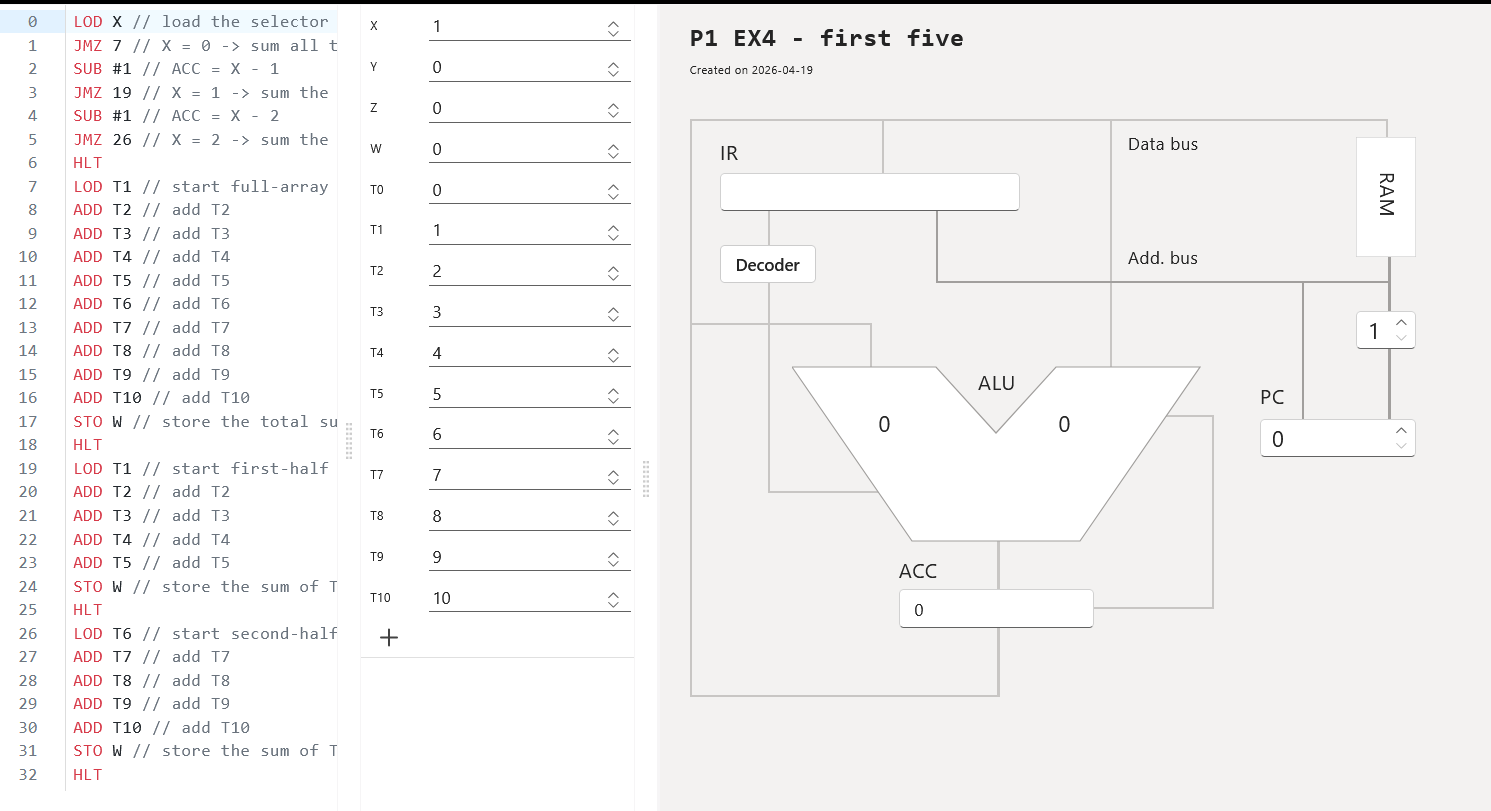 0 LOD X // load the selector
1 JMZ 7 // X = 0 -> sum all t
2 SUB #1 // ACC = X - 1
3 JMZ 19 // X = 1 -> sum the
4 SUB #1 // ACC = X - 2
5 JMZ 26 // X = 2 -> sum the
6 HLT
7 LOD T1 // start full-array
8 ADD T2 // add T2
9 ADD T3 // add T3
10 ADD T4 // add T4
11 ADD T5 // add T5
12 ADD T6 // add T6
13 ADD T7 // add T7
14 ADD T8 // add T8
15 ADD T9 // add T9
16 ADD T10 // add T10
17 STO W // store the total su
18 HLT
19 LOD T1 // start first-half
20 ADD T2 // add T2
21 ADD T3 // add T3
22 ADD T4 // add T4
23 ADD T5 // add T5
24 STO W // store the sum of T
25 HLT
26 LOD T6 // start second-half
27 ADD T7 // add T7
28 ADD T8 // add T8
29 ADD T9 // add T9
30 ADD T10 // add T10
31 STO W // store the sum of T
32 HLT
X 1
Y 0
Z 0
W 0
T0 0
T1 1
T2 2
T3 3
T4 4
T5 5
T6 6
T7 7
T8 8
T9 9
T10 10
P1 EX4 - first five
Created on 2026-04-19
Data bus
IR
RAM
Decoder
Add. bus
1
ALU
PC
0 0
0
ACC
0